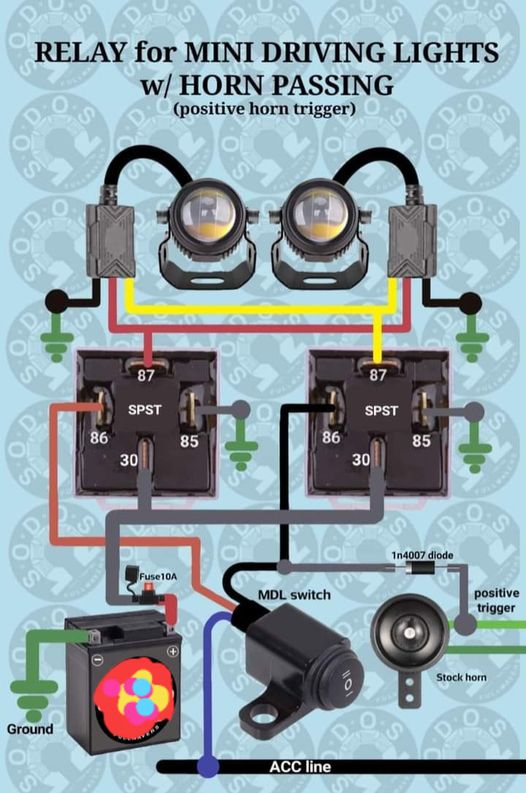 RELAY for MINI DRIVING LIGHTS
w/ HORN PASSING
(positive horn trigger)
87
87
SPST
SPST
86
85
86
85
30
30
1n4007 diode
Fuse10A
MDL switch
positive
trigger
Stock horn
Ground
ACC line